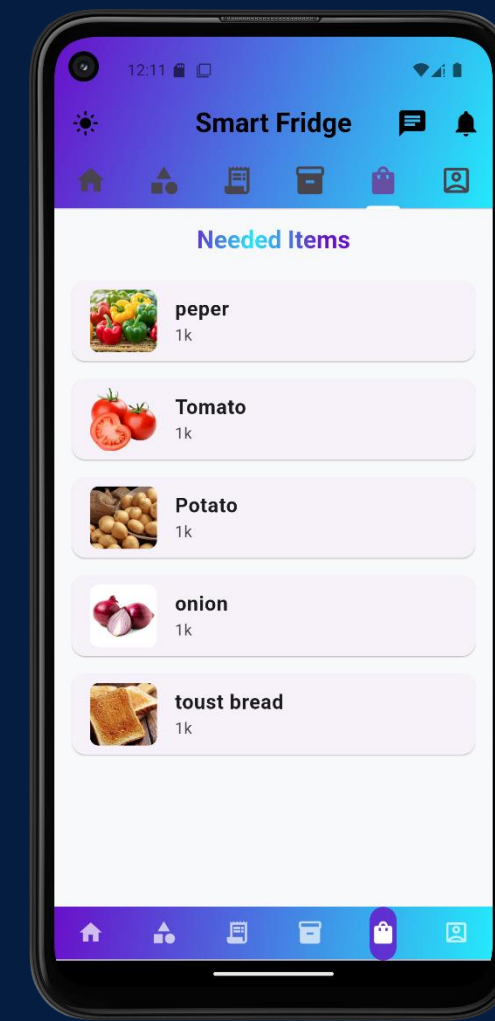 12:11
Smart Fridge
Needed Items
peper
1k
Tomato
1k
Potato
1k
onion
1k
toust bread
1k